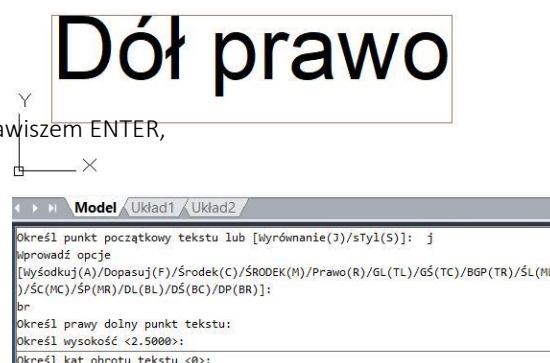 Dół prawo
Y
awiszem ENTER,
X
Model Układ1 Układ2
Określ punkt początkowy tekstu lub [Wyrównanie(J)/sTyl(S)]: j
Wprowadź opcje
[Wyśodkuj(A)/Dopasuj(F)/Środek(C)/ŚRODEK(M)/Prawo(R)/GL(TL)/GŚ(TC)/BGP(TR)/ŚL(ML
)/ŚC(MC)/ŚP(MR)/DL(BL)/DŚ(BC)/DP(BR)]:
br
Określ prawy dolny punkt tekstu:
Określ wysokość <2.5000>:
Określ kąt obrotu tekstu <0>: